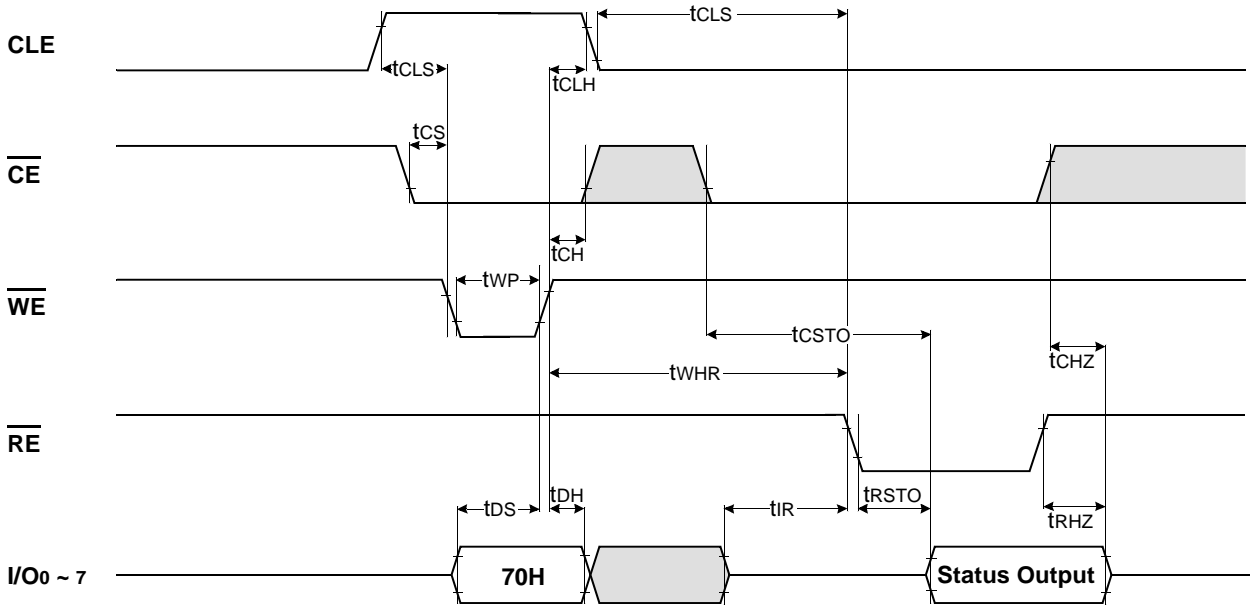 tCLS
CLE
tCLS
tCLH
tCS
CE
tCH
tWP
WE
tCSTO
tCHZ
tWHR
RE
tDS
tDH
tIR
tRSTO
tRHZ
I/O0 ~ 7
70H
Status Output